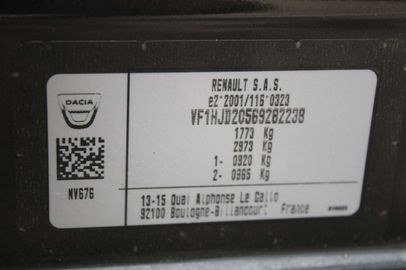 RENAULT S.A.S.
e2*2001/116*0323
VF1HJD20569282239
1773 Kg
2973 Kg
1- 0920 Kg
2- 0965 Kg
DACIA
NV676
13-15 Quai Alphonse Le Gallo
92100 Boulogne-Billancourt France